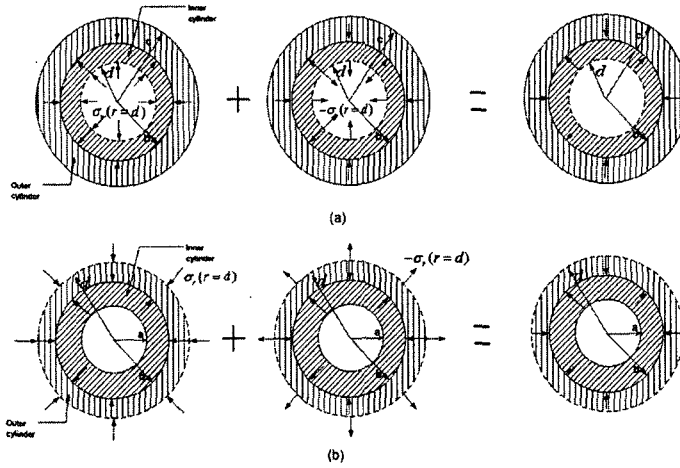 Inner
cylinder
c
c
d
d
d
σᵣ(r = d)
+
-σᵣ(r = d)
=
Outer
cylinder
(a)
Inner
cylinder
σᵣ(r = d)
-σᵣ(r = d)
d
d
d
a
+
a
=
a
Outer
cylinder
(b)